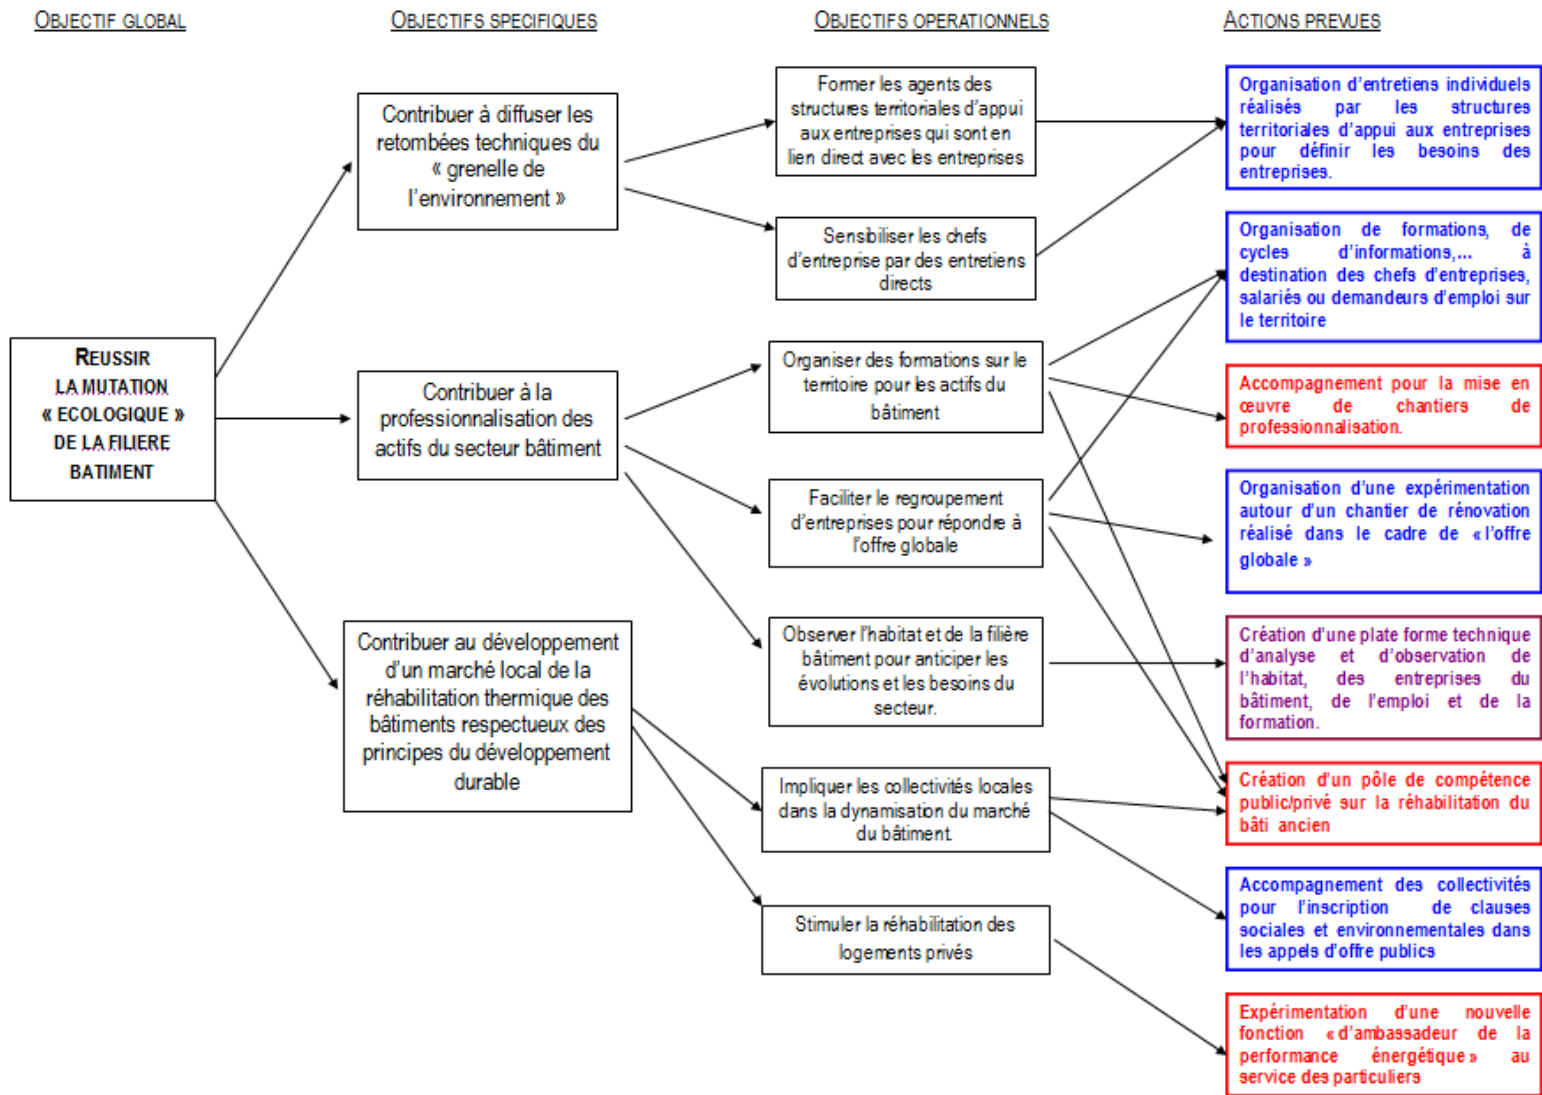 OBJECTIF GLOBAL
OBJECTIFS SPECIFIQUES
OBJECTIFS OPERATIONNELS
ACTIONS PREVUES
REUSSIR
LA MUTATION
« ECOLOGIQUE »
DE LA FILIERE
BATIMENT
Contribuer à diffuser les
retombées techniques du
« grenelle de
l'environnement »
Contribuer à la
professionnalisation des
actifs du secteur bâtiment
Contribuer au développement
d'un marché local de la
réhabilitation thermique des
bâtiments respectueux des
principes du développement
durable
Former les agents des
structures territoriales d'appui
aux entreprises qui sont en
lien direct avec les entreprises
Sensibiliser les chefs
d'entreprise par des entretiens
directs
Organiser des formations sur le
territoire pour les actifs du
bâtiment
Faciliter le regroupement
d'entreprises pour répondre à
l'offre globale
Observer l'habitat et de la filière
bâtiment pour anticiper les
évolutions et les besoins du
secteur.
Impliquer les collectivités locales
dans la dynamisation du marché
du bâtiment.
Stimuler la réhabilitation des
logements privés
Organisation d'entretiens individuels
réalisés par les structures
territoriales d'appui aux entreprises
pour définir les besoins des
entreprises.
Organisation de formations, de
cycles d'informations,... à
destination des chefs d'entreprises,
salariés ou demandeurs d'emploi sur
le territoire
Accompagnement pour la mise en
œuvre de chantiers de
professionnalisation.
Organisation d'une expérimentation
autour d'un chantier de rénovation
réalisé dans le cadre de « l'offre
globale »
Création d'une plate forme technique
d'analyse et d'observation de
l'habitat, des entreprises du
bâtiment, de l'emploi et de la
formation.
Création d'un pôle de compétence
public/privé sur la réhabilitation du
bâti ancien
Accompagnement des collectivités
pour l'inscription de clauses
sociales et environnementales dans
les appels d'offre publics
Expérimentation d'une nouvelle
fonction « d'ambassadeur de la
performance énergétique » au
service des particuliers